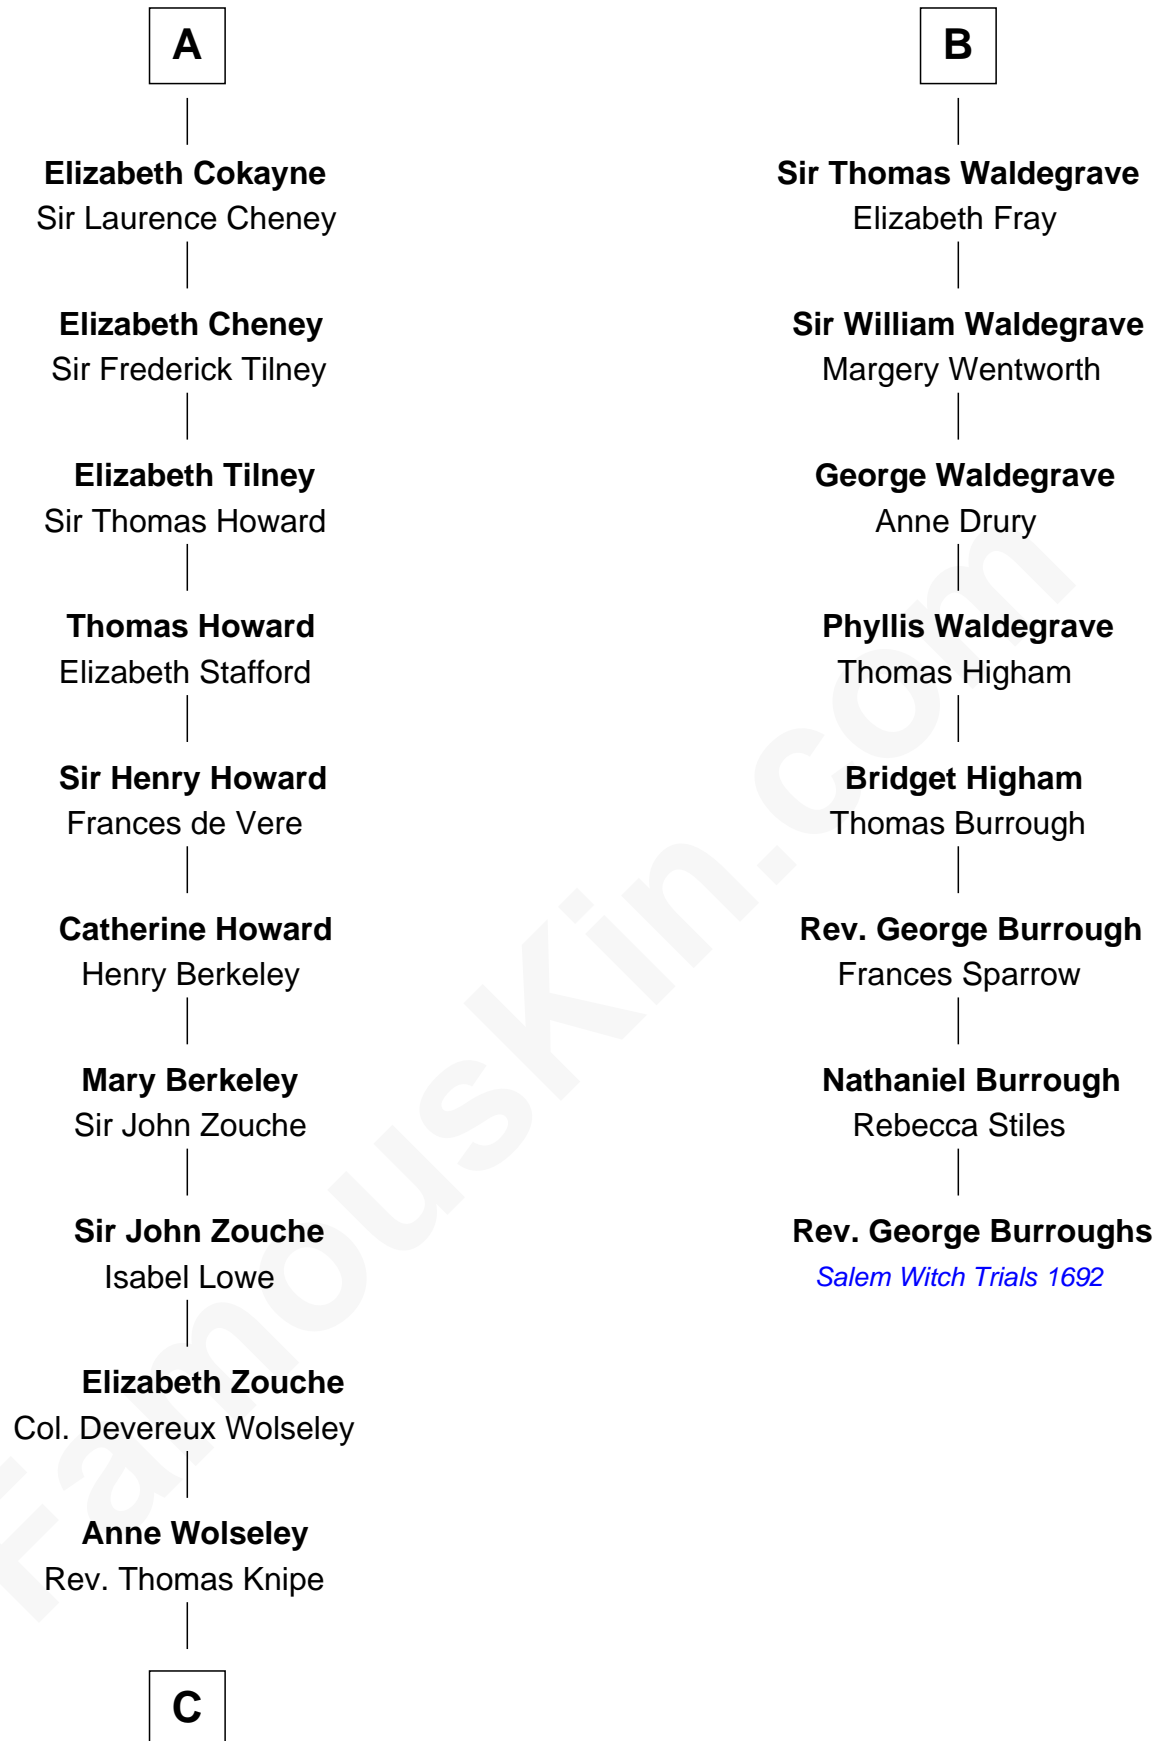 A
Elizabeth Cokayne
Sir Laurence Cheney
Elizabeth Cheney
Sir Frederick Tilney
Elizabeth Tilney
Sir Thomas Howard
Thomas Howard
Elizabeth Stafford
Sir Henry Howard
Frances de Vere
Catherine Howard
Henry Berkeley
Mary Berkeley
Sir John Zouche
Sir John Zouche
Isabel Lowe
Elizabeth Zouche
Col. Devereux Wolseley
Anne Wolseley
Rev. Thomas Knipe
C
B
Sir Thomas Waldegrave
Elizabeth Fray
Sir William Waldegrave
Margery Wentworth
George Waldegrave
Anne Drury
Phyllis Waldegrave
Thomas Higham
Bridget Higham
Thomas Burrough
Rev. George Burrough
Frances Sparrow
Nathaniel Burrough
Rebecca Stiles
Rev. George Burroughs
Salem Witch Trials 1692
FamousKin.com